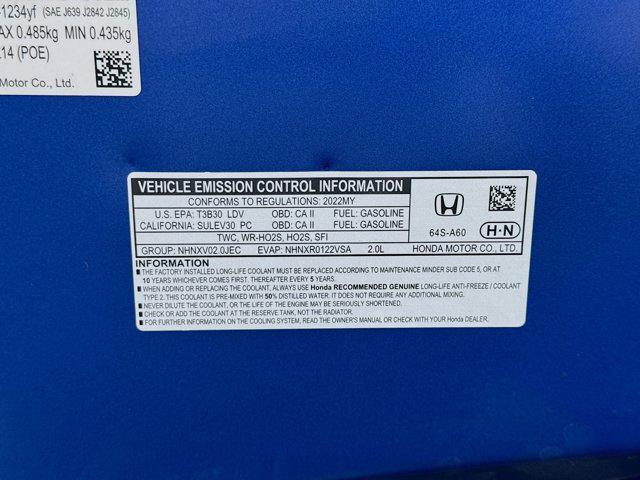 -1234yf (SAE J639 J2842 J2845)
AX 0.485kg MIN 0.435kg
14 (POE)
Motor Co., Ltd.
VEHICLE EMISSION CONTROL INFORMATION
CONFORMS TO REGULATIONS: 2022MY
U.S. EPA: T3B30 LDV OBD: CA II FUEL: GASOLINE
CALIFORNIA: SULEV30 PC OBD: CA II FUEL: GASOLINE
TWC, WR-HO2S, HO2S, SFI
GROUP: NHNXV02.0JEC EVAP: NHNXR0122VSA 2.0L
64S-A60 H·N
HONDA MOTOR CO., LTD.
INFORMATION
■ THE FACTORY INSTALLED LONG-LIFE COOLANT SHOULD BE REPLACED ACCORDING TO MAINTENANCE MINDER SUB CODE 5, OR AT
10 YEARS WHICHEVER COMES FIRST. THEREAFTER EVERY 5 YEARS.
■ WHEN ADDING OR REPLACING THE COOLANT, ALWAYS USE Honda RECOMMENDED GENUINE LONG-LIFE ANTI-FREEZE / COOLANT
TYPE 2. THIS COOLANT IS PRE-MIXED WITH 50% DISTILLED WATER. IT DOES NOT REQUIRE ANY ADDITIONAL MIXING.
■ NEVER DILUTE THE COOLANT, OR THE LIFE OF THE ENGINE MAY BE SERIOUSLY SHORTENED.
■ CHECK OR ADD THE COOLANT AT THE RESERVE TANK, NOT THE RADIATOR.
■ FOR FURTHER INFORMATION ON THE COOLING SYSTEM, READ THE OWNER'S MANUAL OR CHECK WITH YOUR Honda DEALER.